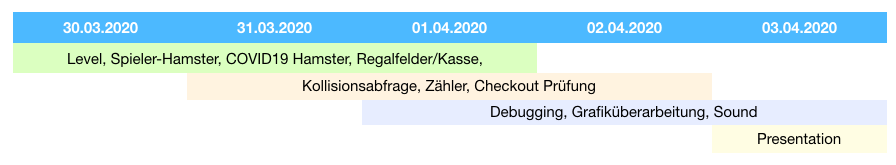 30.03.2020 31.03.2020 01.04.2020 02.04.2020 03.04.2020
Level, Spieler-Hamster, COVID19 Hamster, Regalfelder/Kasse,
Kollisionsabfrage, Zähler, Checkout Prüfung
Debugging, Grafiküberarbeitung, Sound
Presentation